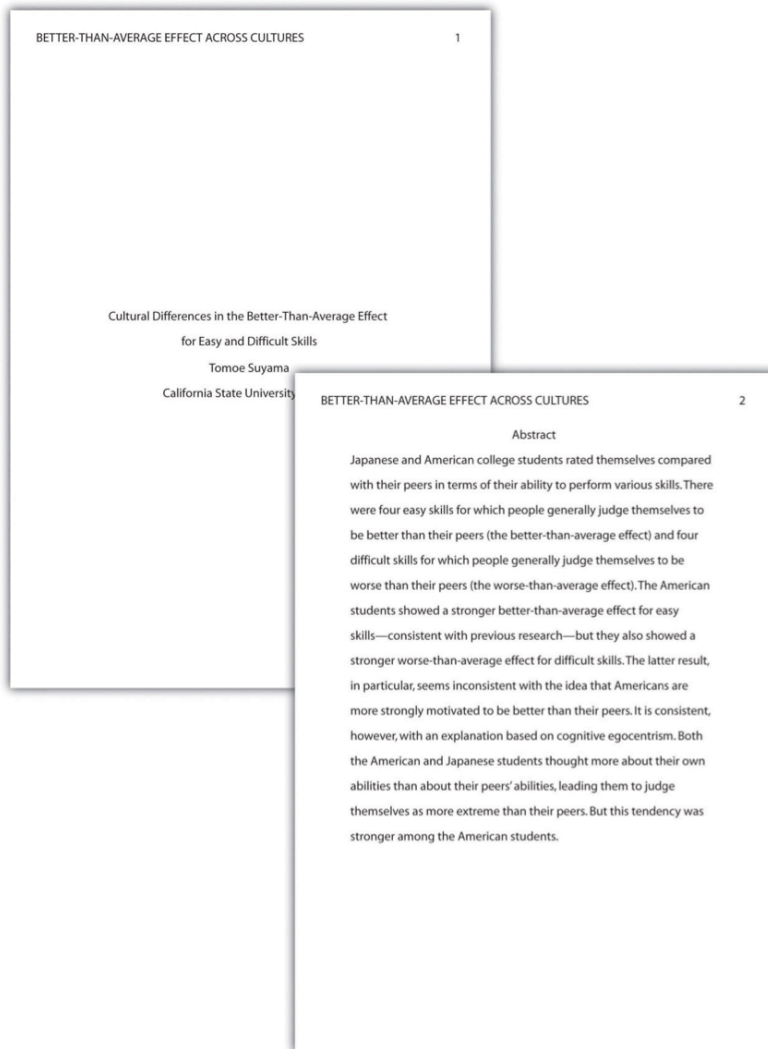 BETTER-THAN-AVERAGE EFFECT ACROSS CULTURES 1
Cultural Differences in the Better-Than-Average Effect
for Easy and Difficult Skills
Tomoe Suyama
California State University
BETTER-THAN-AVERAGE EFFECT ACROSS CULTURES 2
Abstract
Japanese and American college students rated themselves compared
with their peers in terms of their ability to perform various skills. There
were four easy skills for which people generally judge themselves to
be better than their peers (the better-than-average effect) and four
difficult skills for which people generally judge themselves to be
worse than their peers (the worse-than-average effect). The American
students showed a stronger better-than-average effect for easy
skills—consistent with previous research—but they also showed a
stronger worse-than-average effect for difficult skills. The latter result,
in particular, seems inconsistent with the idea that Americans are
more strongly motivated to be better than their peers. It is consistent,
however, with an explanation based on cognitive egocentrism. Both
the American and Japanese students thought more about their own
abilities than about their peers' abilities, leading them to judge
themselves as more extreme than their peers. But this tendency was
stronger among the American students.